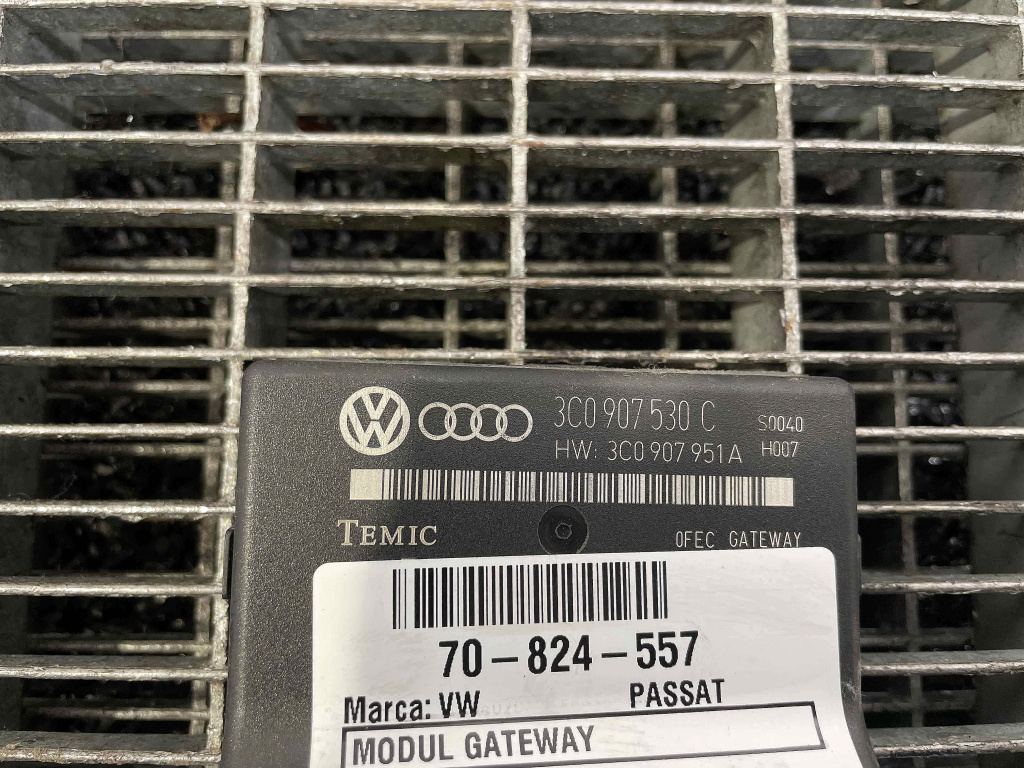 3C0 907 530 C S0040
HW: 3C0 907 951A H007
TEMIC 0FEC GATEWAY
70-824-557
Marca: VW PASSAT
MODUL GATEWAY